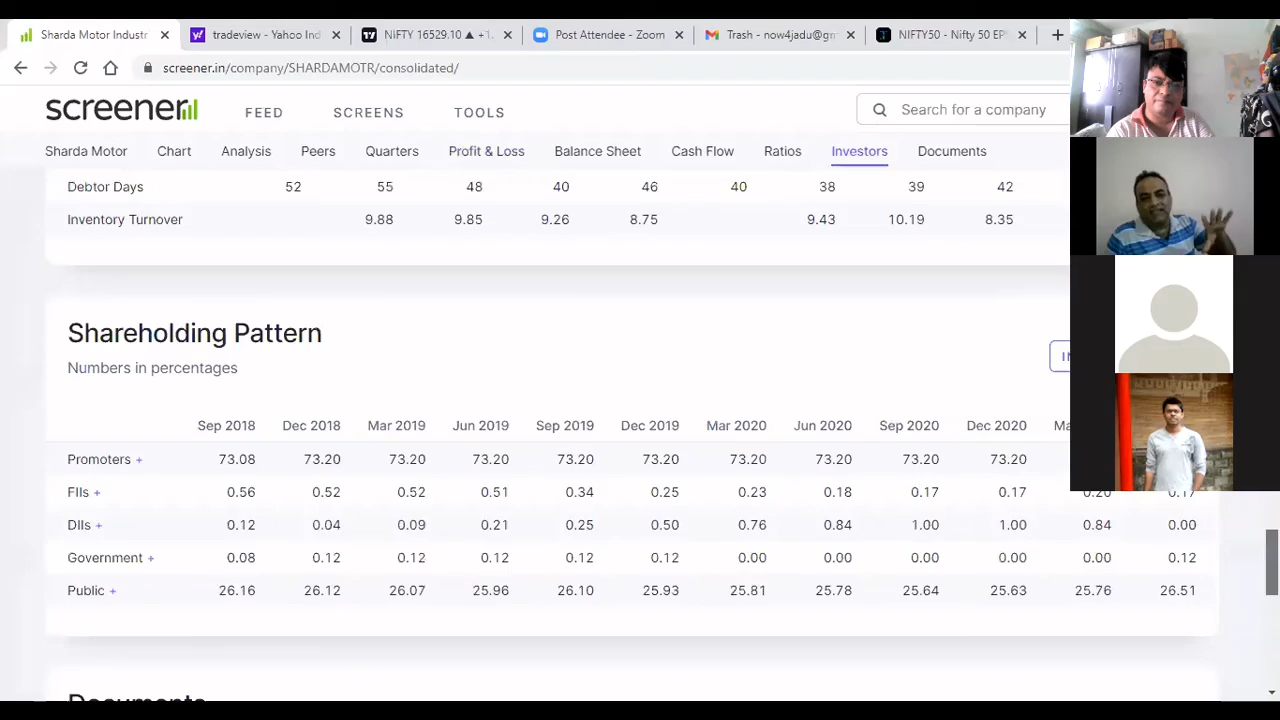 Sharda Motor Industr
tradeview - Yahoo Ind
NIFTY 16529.10 ▲ +1.
Post Attendee - Zoom
Trash - now4jadu@gm
NIFTY50 - Nifty 50 EP
screener.in/company/SHARDAMOTR/consolidated/
screener FEED SCREENS TOOLS Search for a company
Sharda Motor Chart Analysis Peers Quarters Profit & Loss Balance Sheet Cash Flow Ratios Investors Documents
Debtor Days 52 55 48 40 46 40 38 39 42
Inventory Turnover 9.88 9.85 9.26 8.75 9.43 10.19 8.35
Shareholding Pattern
Numbers in percentages
Sep 2018 Dec 2018 Mar 2019 Jun 2019 Sep 2019 Dec 2019 Mar 2020 Jun 2020 Sep 2020 Dec 2020
Promoters + 73.08 73.20 73.20 73.20 73.20 73.20 73.20 73.20 73.20 73.20
FIIs + 0.56 0.52 0.52 0.51 0.34 0.25 0.23 0.18 0.17 0.17
DIIs + 0.12 0.04 0.09 0.21 0.25 0.50 0.76 0.84 1.00 1.00 0.84 0.00
Government + 0.08 0.12 0.12 0.12 0.12 0.12 0.00 0.00 0.00 0.00 0.00 0.12
Public + 26.16 26.12 26.07 25.96 26.10 25.93 25.81 25.78 25.64 25.63 25.76 26.51
Documents